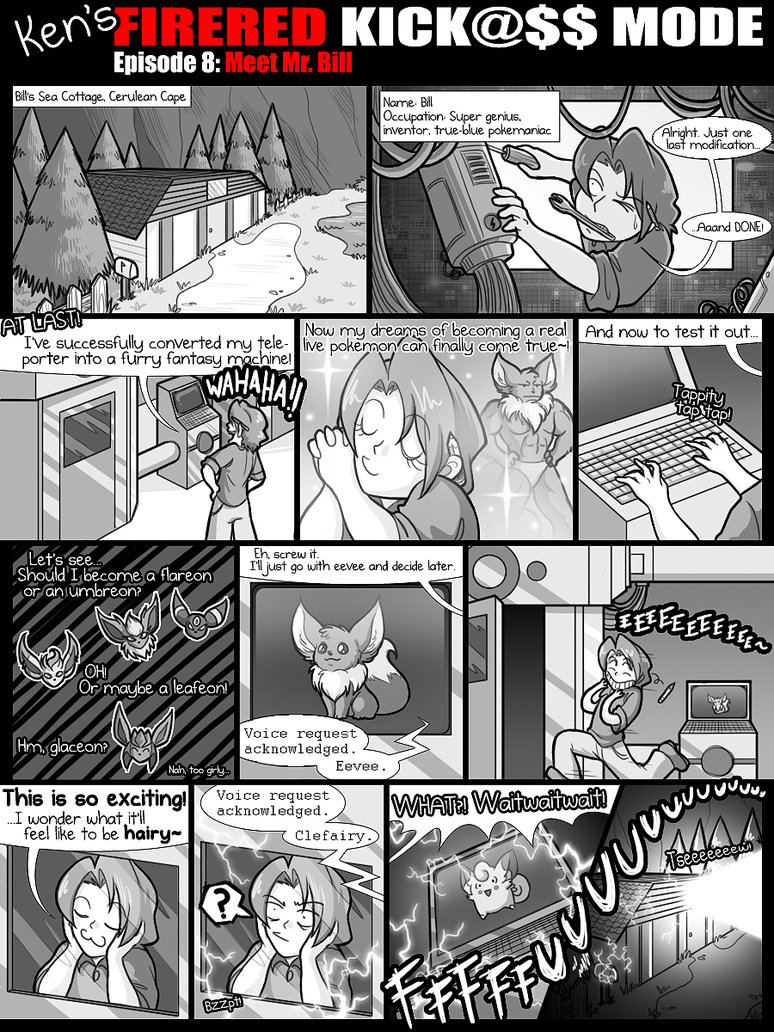 Ken's FIRERED KICK@$$ MODE
Episode 8: Meet Mr. Bill
Bill's Sea Cottage, Cerulean Cape
Name: Bill
Occupation: Super genius,
inventor, true-blue pokemaniac
Alright. Just one
last modification...
...Aaand DONE!
AT LAST!
I've successfully converted my tele-
porter into a furry fantasy machine!
WAHAHA!!
Now my dreams of becoming a real
live pokemon can finally come true~!
And now to test it out...
Tappity
tap tap!
Let's see...
Should I become a flareon
or an umbreon?
OH!
Or maybe a leafeon!
Hm, glaceon?
Nah, too girly...
Eh, screw it.
I'll just go with eevee and decide later.
Voice request
acknowledged.
Eevee.
EEEEEEEEEEE~
This is so exciting!
...I wonder what it'll
feel like to be hairy~
Voice request
acknowledged.
Clefairy.
?
Bzzpt!
WHAT?! Waitwaitwait!
FFFFFFUUUUUUUUUUU
Tseeeeeeew!